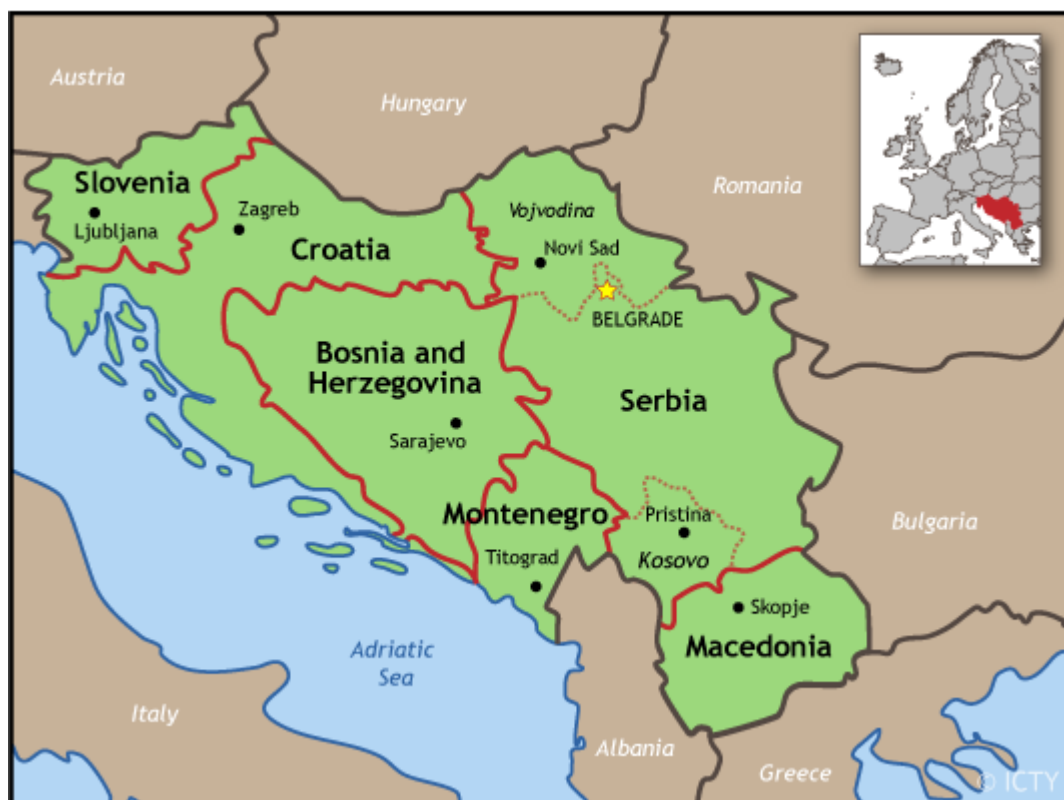 Austria
Hungary
Romania
Slovenia
Ljubljana
Zagreb
Croatia
Vojvodina
Novi Sad
BELGRADE
Bosnia and
Herzegovina
Sarajevo
Serbia
Montenegro
Titograd
Pristina
Kosovo
Skopje
Macedonia
Bulgaria
Adriatic
Sea
Italy
Albania
Greece
© ICTY